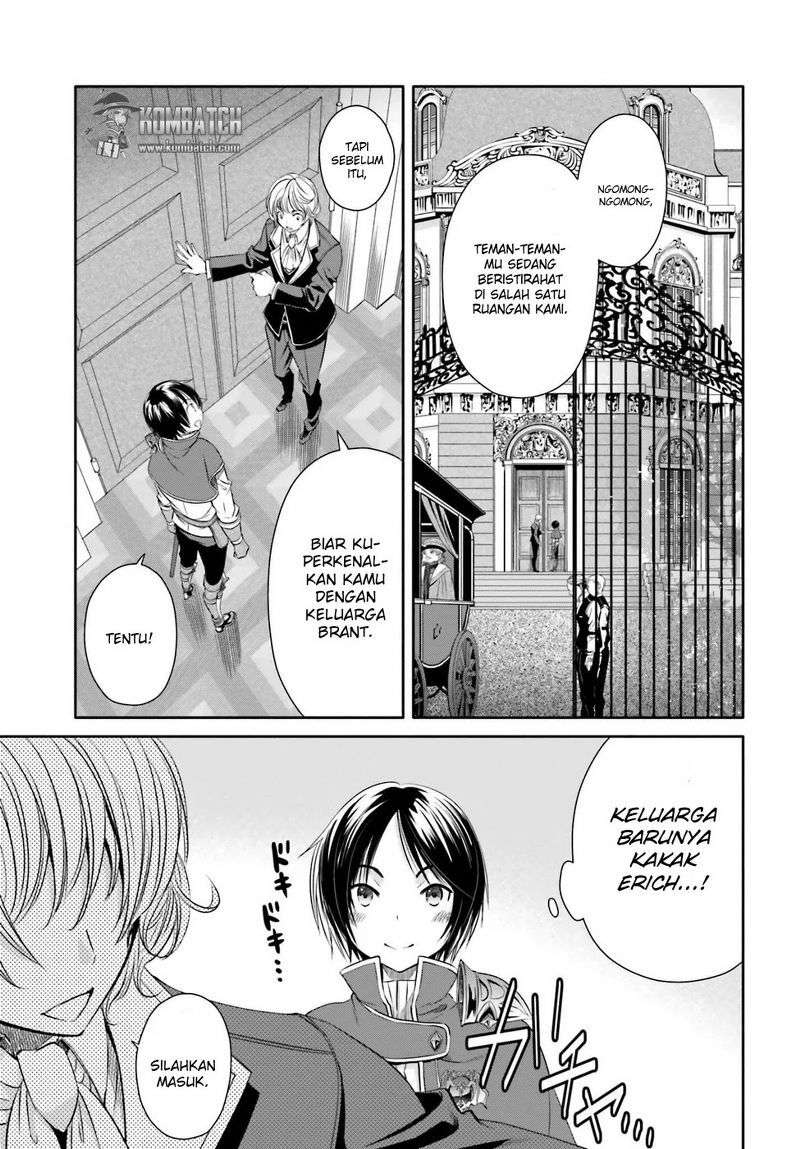 NGOMONG-
NGOMONG,
TEMAN-TEMAN-
MU SEDANG
BERISTIRAHAT
DI SALAH SATU
RUANGAN KAMI.
KOMBATCH
www.kombatch.com
TAPI
SEBELUM
ITU,
BIAR KU-
PERKENAL-
KAN KAMU
DENGAN
KELUARGA
BRANT.
TENTU!
KELUARGA
BARUNYA
KAKAK
ERICH...!
ドキ
ドキ...
ガチャ...
SILAHKAN
MASUK.